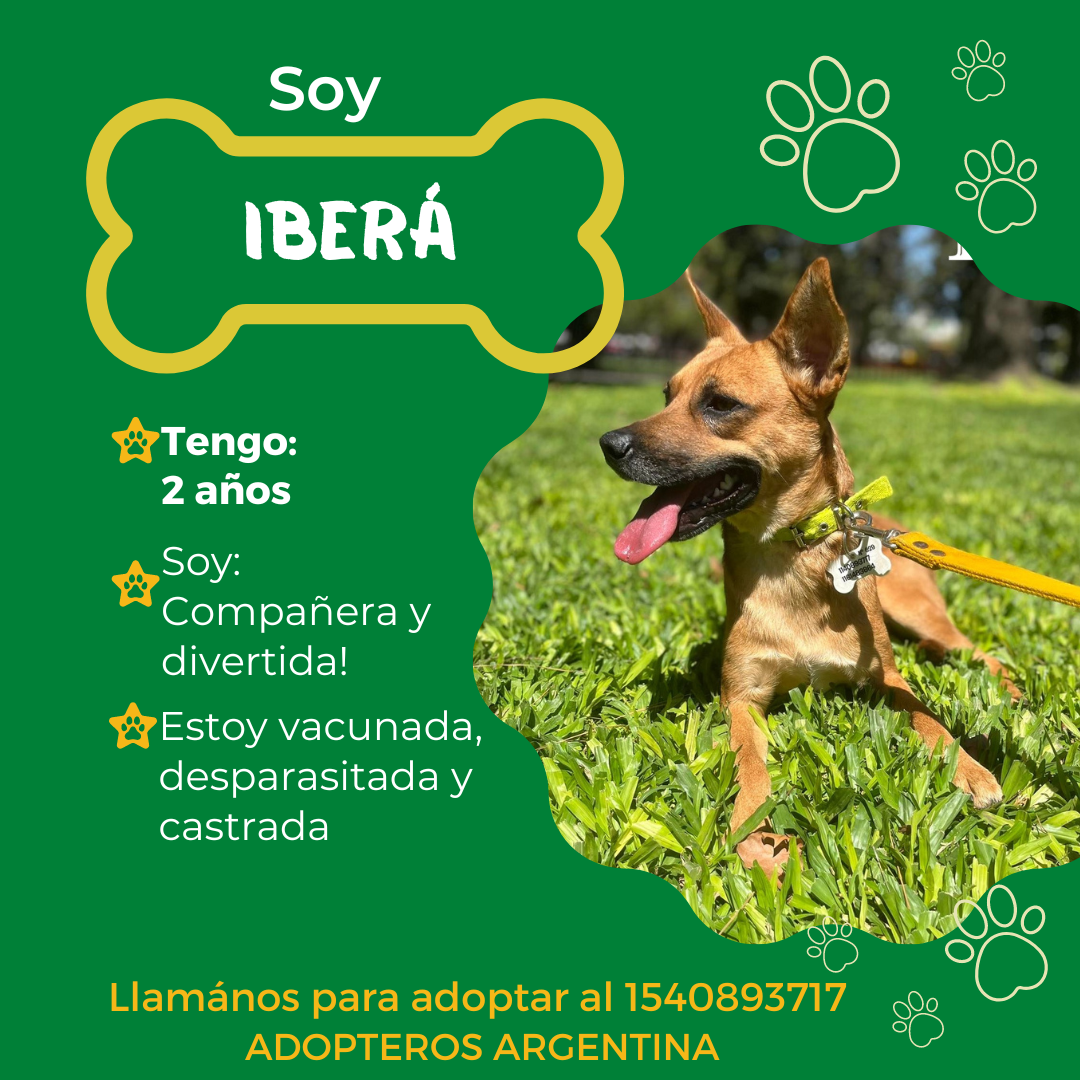 Soy
IBERÁ
Tengo:
2 años
Soy:
Compañera y
divertida!
Estoy vacunada,
desparasitada y
castrada
Llamános para adoptar al 1540893717
ADOPTEROS ARGENTINA